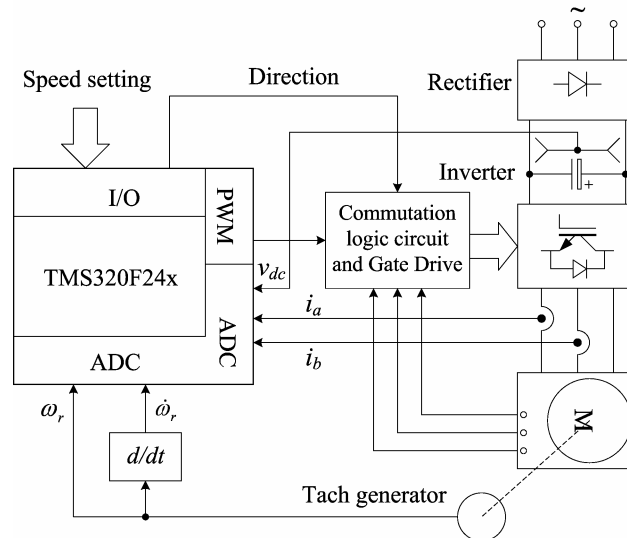 ~
Speed setting
Direction
Rectifier
Inverter
+
I/O
PWM
Commutation
logic circuit
and Gate Drive
TMS320F24x
v_dc
i_a
ADC
ADC
i_b
ω_r
ω̇_r
M
d/dt
Tach generator